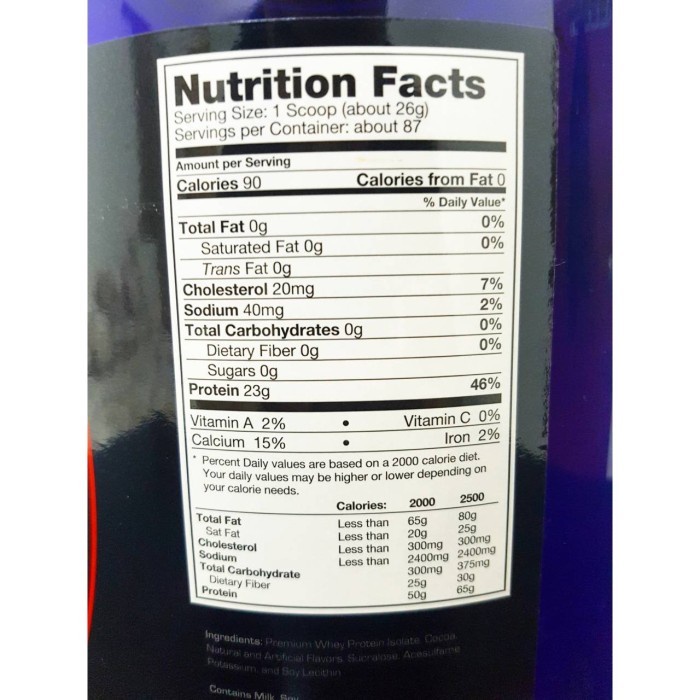 Nutrition Facts
Serving Size: 1 Scoop (about 26g)
Servings per Container: about 87
Amount per Serving
Calories 90 Calories from Fat 0
% Daily Value*
Total Fat 0g 0%
Saturated Fat 0g 0%
Trans Fat 0g
Cholesterol 20mg 7%
Sodium 40mg 2%
Total Carbohydrates 0g 0%
Dietary Fiber 0g 0%
Sugars 0g
Protein 23g 46%
Vitamin A 2% • Vitamin C 0%
Calcium 15% • Iron 2%
* Percent Daily values are based on a 2000 calorie diet.
Your daily values may be higher or lower depending on
your calorie needs.
Calories: 2000 2500
Total Fat Less than 65g 80g
Sat Fat Less than 20g 25g
Cholesterol Less than 300mg 300mg
Sodium Less than 2400mg 2400mg
Total Carbohydrate 300mg 375mg
Dietary Fiber 25g 30g
Protein 50g 65g
Ingredients: Premium Whey Protein Isolate, Cocoa,
Natural and Artificial Flavors, Sucralose, Acesulfame
Potassium, and Soy Lecithin
Contains Milk